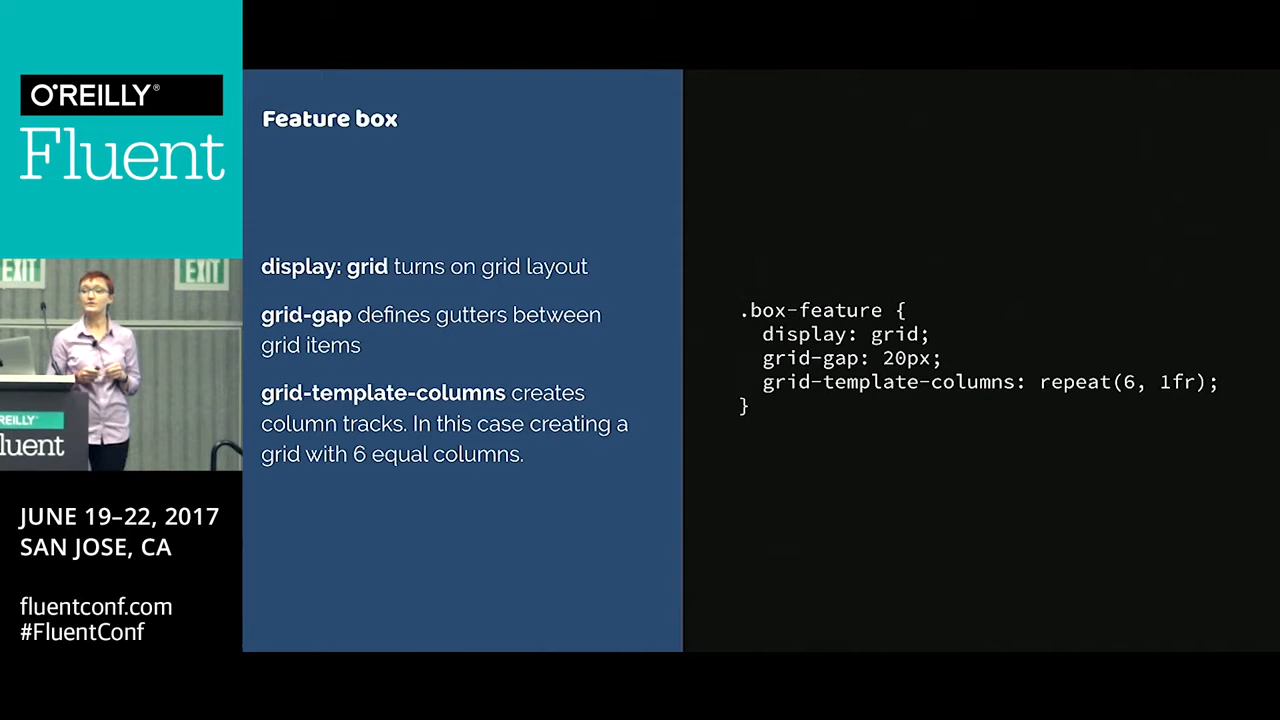 O'REILLY®
Fluent
EXIT
EXIT
REILLY
luent
JUNE 19–22, 2017
SAN JOSE, CA
fluentconf.com
#FluentConf
Feature box
display: grid turns on grid layout
grid-gap defines gutters between
grid items
grid-template-columns creates
column tracks. In this case creating a
grid with 6 equal columns.
.box-feature {
  display: grid;
  grid-gap: 20px;
  grid-template-columns: repeat(6, 1fr);
}